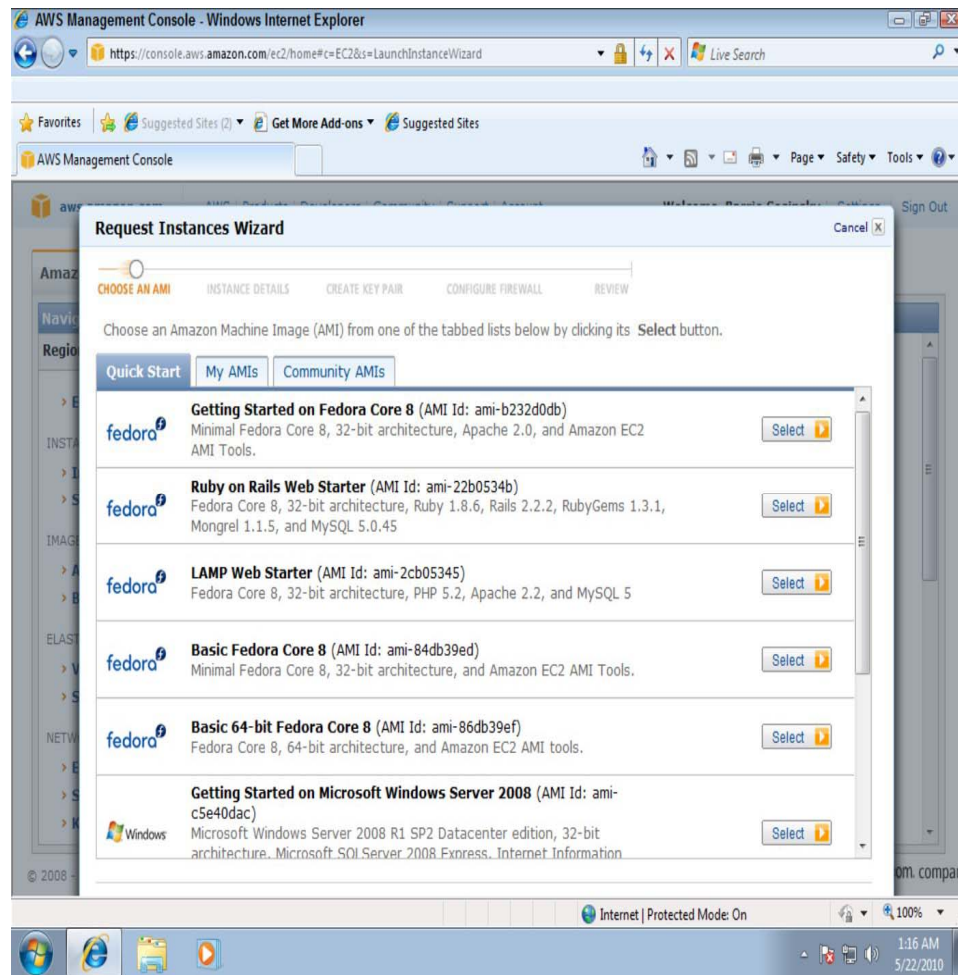 AWS Management Console - Windows Internet Explorer
https://console.aws.amazon.com/ec2/home#c=EC2&s=LaunchInstanceWizard
Live Search
Favorites
Suggested Sites (2)
Get More Add-ons
Suggested Sites
AWS Management Console
Page Safety Tools
Sign Out
Request Instances Wizard
Cancel
CHOOSE AN AMI INSTANCE DETAILS CREATE KEY PAIR CONFIGURE FIREWALL REVIEW
Choose an Amazon Machine Image (AMI) from one of the tabbed lists below by clicking its Select button.
Quick Start My AMIs Community AMIs
fedora
Getting Started on Fedora Core 8 (AMI Id: ami-b232d0db)
Minimal Fedora Core 8, 32-bit architecture, Apache 2.0, and Amazon EC2
AMI Tools.
Select
fedora
Ruby on Rails Web Starter (AMI Id: ami-22b0534b)
Fedora Core 8, 32-bit architecture, Ruby 1.8.6, Rails 2.2.2, RubyGems 1.3.1,
Mongrel 1.1.5, and MySQL 5.0.45
Select
fedora
LAMP Web Starter (AMI Id: ami-2cb05345)
Fedora Core 8, 32-bit architecture, PHP 5.2, Apache 2.2, and MySQL 5
Select
fedora
Basic Fedora Core 8 (AMI Id: ami-84db39ed)
Minimal Fedora Core 8, 32-bit architecture, and Amazon EC2 AMI Tools.
Select
fedora
Basic 64-bit Fedora Core 8 (AMI Id: ami-86db39ef)
Fedora Core 8, 64-bit architecture, and Amazon EC2 AMI tools.
Select
Windows
Getting Started on Microsoft Windows Server 2008 (AMI Id: ami-
c5e40dac)
Microsoft Windows Server 2008 R1 SP2 Datacenter edition, 32-bit
architecture, Microsoft SQLServer 2008 Express, Internet Information
Select
© 2008 -
Internet | Protected Mode: On
100%
1:16 AM
5/22/2010